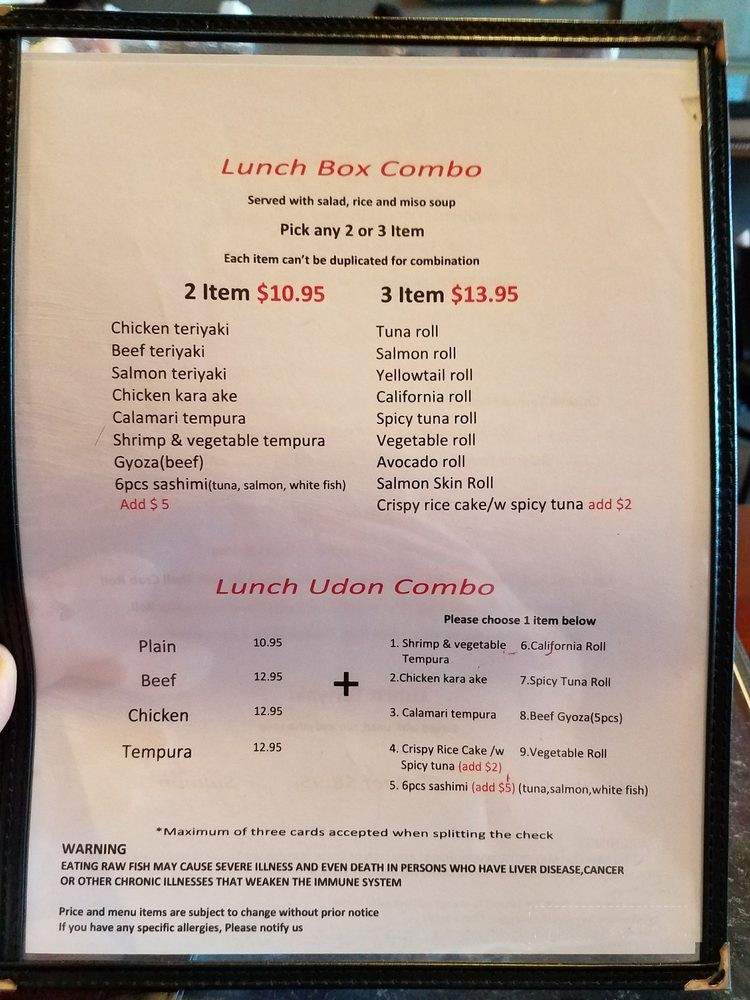 Lunch Box Combo
Served with salad, rice and miso soup
Pick any 2 or 3 Item
Each item can't be duplicated for combination
2 Item $10.95 3 Item $13.95
Chicken teriyaki
Beef teriyaki
Salmon teriyaki
Chicken kara ake
Calamari tempura
Shrimp & vegetable tempura
Gyoza(beef)
6pcs sashimi(tuna, salmon, white fish)
Add $ 5
Tuna roll
Salmon roll
Yellowtail roll
California roll
Spicy tuna roll
Vegetable roll
Avocado roll
Salmon Skin Roll
Crispy rice cake/w spicy tuna add $2
Lunch Udon Combo
Plain 10.95
Beef 12.95
Chicken 12.95
Tempura 12.95
+
Please choose 1 item below
1. Shrimp & vegetable
Tempura
2.Chicken kara ake
3. Calamari tempura
4. Crispy Rice Cake /w
Spicy tuna (add $2)
5. 6pcs sashimi (add $5) (tuna,salmon,white fish)
6.California Roll
7.Spicy Tuna Roll
8.Beef Gyoza(5pcs)
9.Vegetable Roll
*Maximum of three cards accepted when splitting the check
WARNING
EATING RAW FISH MAY CAUSE SEVERE ILLNESS AND EVEN DEATH IN PERSONS WHO HAVE LIVER DISEASE,CANCER
OR OTHER CHRONIC ILLNESSES THAT WEAKEN THE IMMUNE SYSTEM
Price and menu items are subject to change without prior notice
If you have any specific allergies, Please notify us